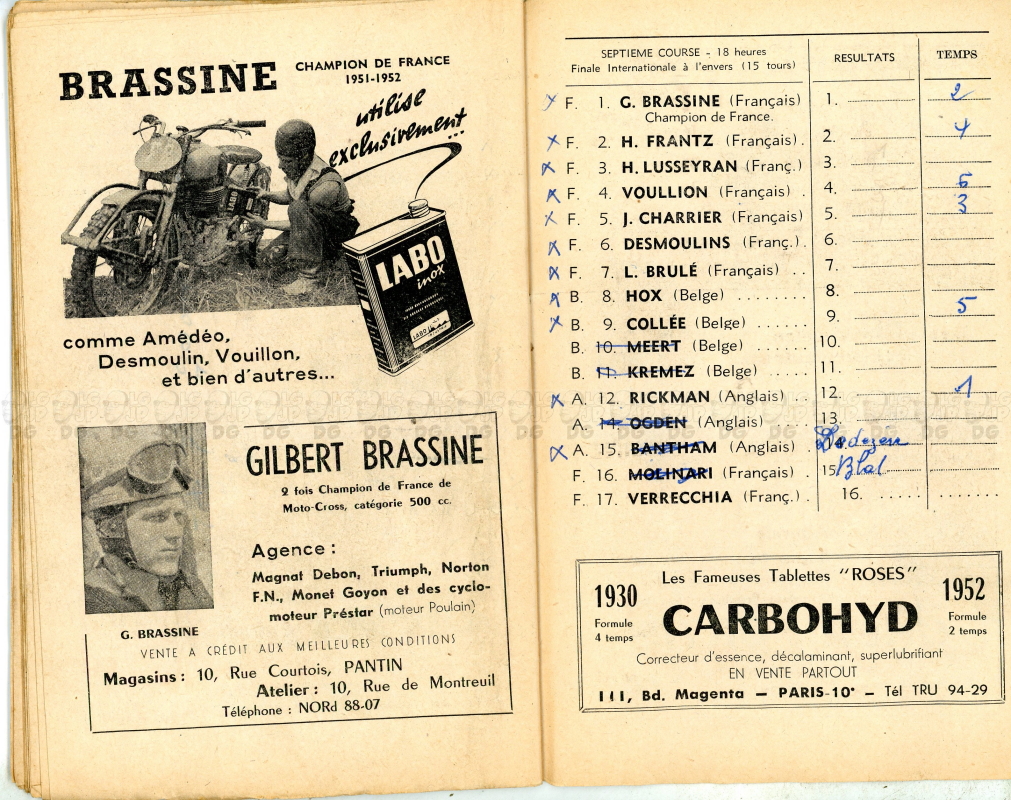 BRASSINE CHAMPION DE FRANCE
1951-1952
utilise
exclusivement...
LABO
inox
LABO
comme Amédéo,
Desmoulin, Vouillon,
et bien d'autres...
GILBERT BRASSINE
2 fois Champion de France de
Moto-Cross, catégorie 500 cc.
Agence :
Magnat Debon, Triumph, Norton
F.N., Monet Goyon et des cyclo-
moteur Préstar (moteur Poulain)
G. BRASSINE
VENTE A CRÉDIT AUX MEILLEURES CONDITIONS
Magasins : 10, Rue Courtois, PANTIN
Atelier : 10, Rue de Montreuil
Téléphone : NORd 88-07
SEPTIEME COURSE - 18 heures
Finale Internationale à l'envers (15 tours)
RESULTATS
TEMPS
x F. 1. G. BRASSINE (Français) 1. 2
Champion de France.
x F. 2. H. FRANTZ (Français). 2. 4
x F. 3. H. LUSSEYRAN (Franç.) 3.
x F. 4. VOULLION (Français) . 4. 6
x F. 5. J. CHARRIER (Français) 5. 3
x F. 6. DESMOULINS (Franç.). 6.
x F. 7. L. BRULÉ (Français) .. 7.
x B. 8. HOX (Belge) ........ 8.
x B. 9. COLLÉE (Belge) ...... 9. 5
B. 10. MEERT (Belge) ...... 10.
B. 11. KREMEZ (Belge) ..... 11.
x A. 12. RICKMAN (Anglais) .. 12. 1
A. 14. OGDEN (Anglais) .... 13.
x A. 15. BANTHAM (Anglais) .
F. 16. MOLINARI (Français) . 15.
F. 17. VERRECCHIA (Franç.) . 16. ..... .......
1930
Formule
4 temps
Les Fameuses Tablettes "ROSES"
CARBOHYD
1952
Formule
2 temps
Correcteur d'essence, décalaminant, superlubrifiant
EN VENTE PARTOUT
111, Bd. Magenta — PARIS-10e — Tél TRU 94-29